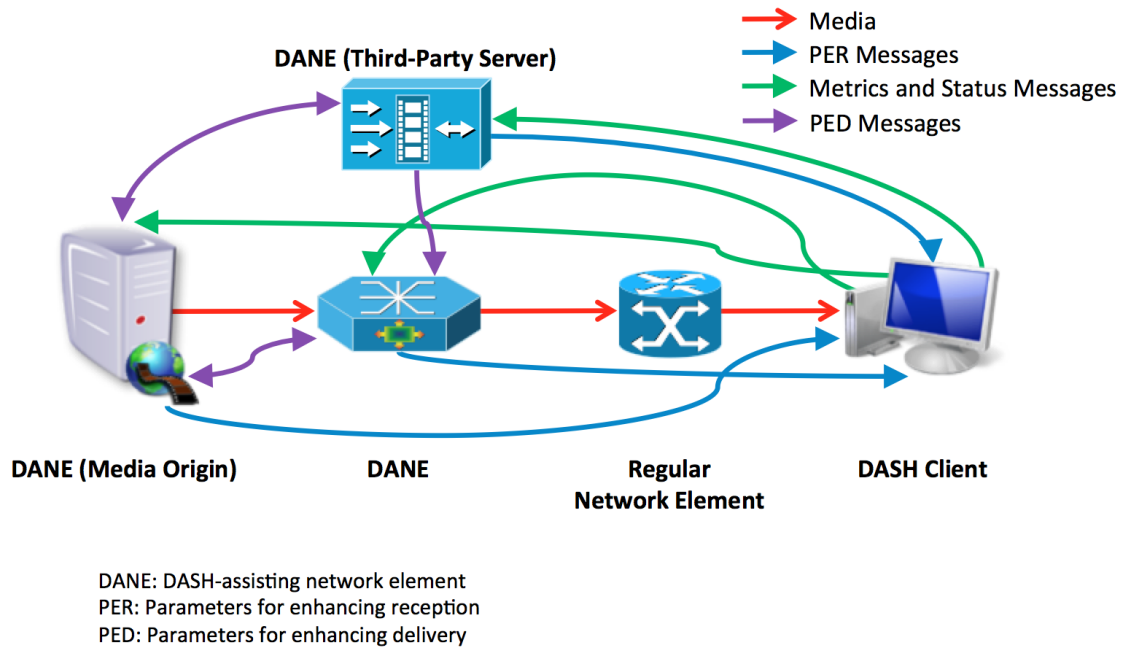 Media
PER Messages
Metrics and Status Messages
PED Messages
DANE (Third-Party Server)
DANE (Media Origin)
DANE
Regular
Network Element
DASH Client
DANE: DASH-assisting network element
PER: Parameters for enhancing reception
PED: Parameters for enhancing delivery